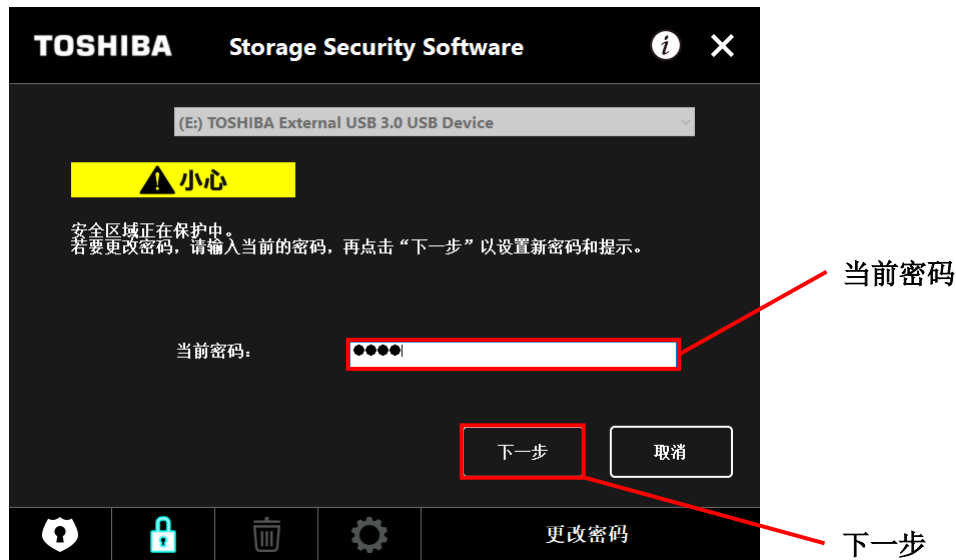 TOSHIBA Storage Security Software
(E:) TOSHIBA External USB 3.0 USB Device
小心
安全区域正在保护中。
若要更改密码，请输入当前的密码，再点击“下一步”以设置新密码和提示。
当前密码
当前密码：
下一步 取消
更改密码
下一步